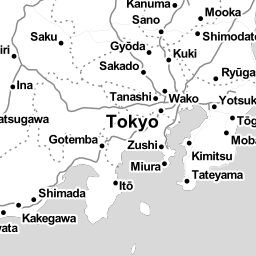 Kanuma
Mooka
Sano
Saku
Shimodate
Gyōda
iri
Kuki
Sakado
Ryūga
Ina
Tanashi
Wako
Yotsuk
atsugawa
Tokyo
Tōg
Moba
Gotemba
Zushi
Kimitsu
Miura
Tateyama
Itō
Shimada
Kakegawa
wata